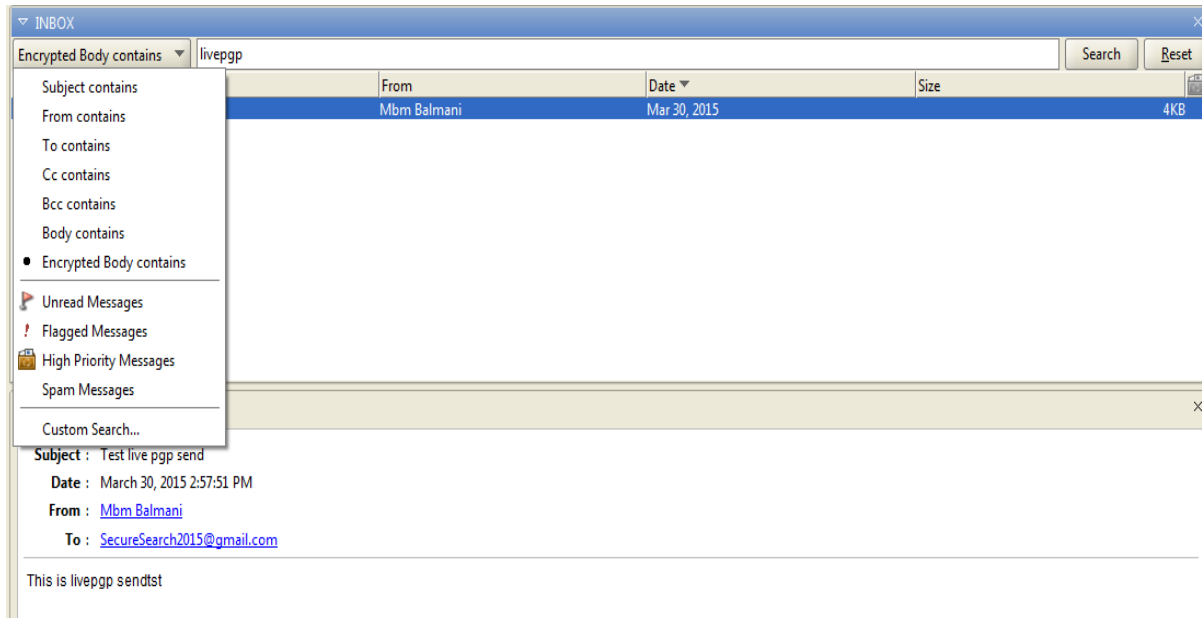 INBOX
Encrypted Body contains livepgp Search Reset
From Date Size
Mbm Balmani Mar 30, 2015 4KB
Subject contains
From contains
To contains
Cc contains
Bcc contains
Body contains
Encrypted Body contains
Unread Messages
Flagged Messages
High Priority Messages
Spam Messages
Custom Search...
Subject : Test live pgp send
Date : March 30, 2015 2:57:51 PM
From : Mbm Balmani
To : SecureSearch2015@gmail.com
This is livepgp sendtst